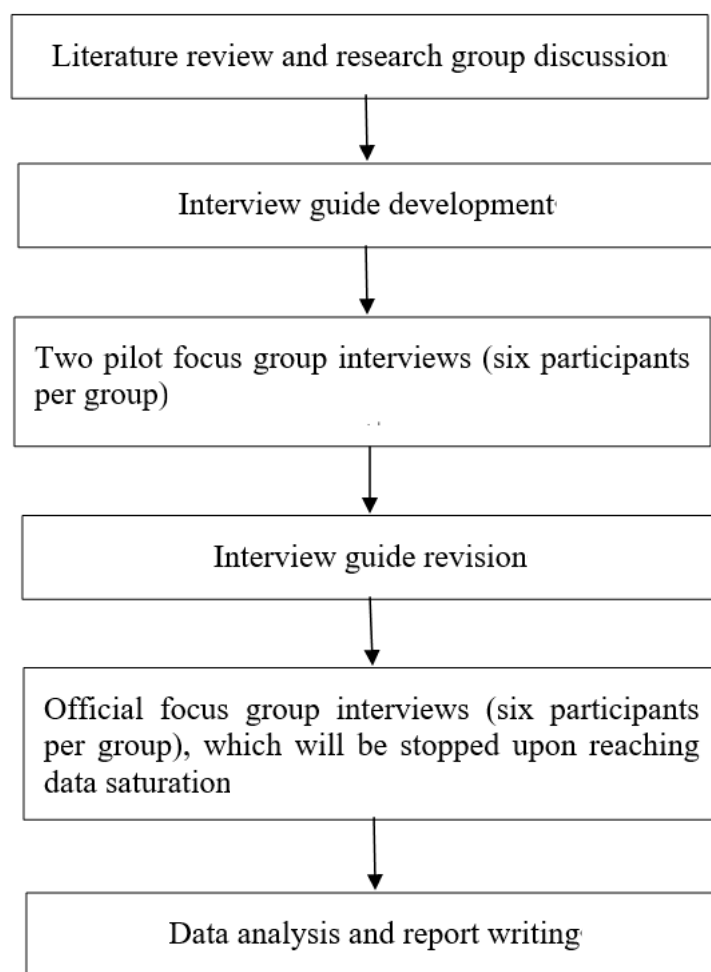 Literature review and research group discussion
Interview guide development
Two pilot focus group interviews (six participants
per group)
Interview guide revision
Official focus group interviews (six participants
per group), which will be stopped upon reaching
data saturation
Data analysis and report writing